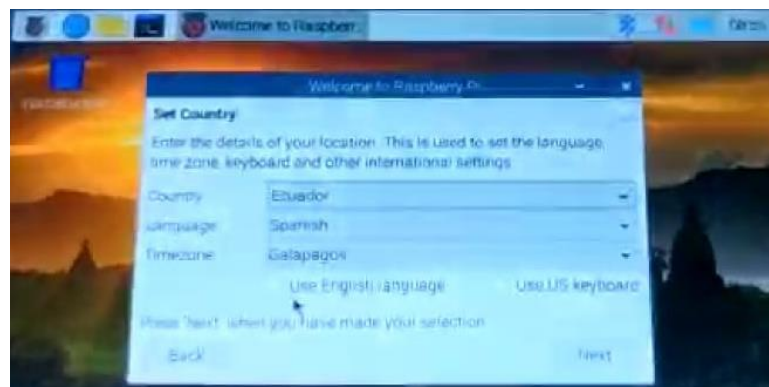 Welcome to Raspberr
Welcome to Raspberry Pi
Set Country
Enter the details of your location. This is used to set the language,
time zone, keyboard and other international settings.
Country
Ecuador
Language
Spanish
Timezone
Galapagos
Use English language
Use US keyboard
Press 'Next' when you have made your selection.
Back
Next